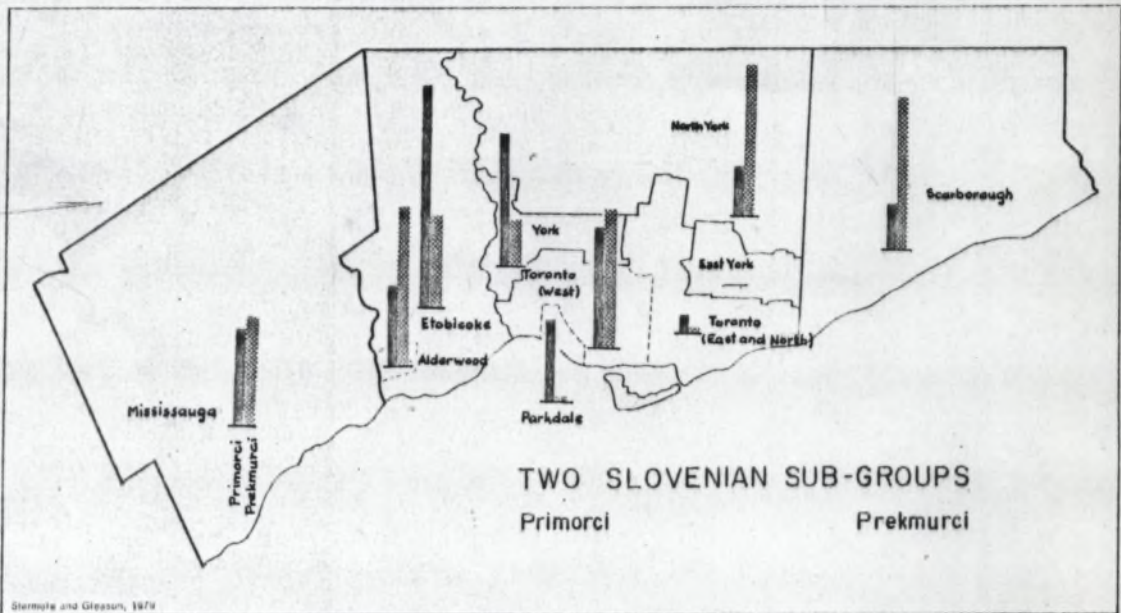 North York
Scarborough
York
East York
Toronto
(West)
Etobicoke
Toronto
(East and North)
Alderwood
Mississauga
Parkdale
Primorci
Prekmurci
TWO SLOVENIAN SUB-GROUPS
Primorci Prekmurci
and Gleason, 1979